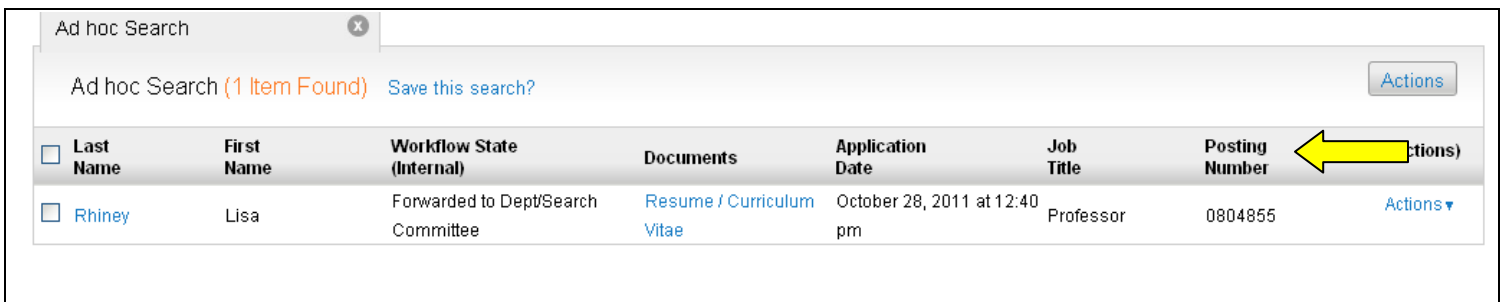 Ad hoc Search
Ad hoc Search (1 Item Found) Save this search? Actions
Last Name First Name Workflow State (Internal) Documents Application Date Job Title Posting Number ctions)
Rhiney Lisa Forwarded to Dept/Search Committee Resume / Curriculum Vitae October 28, 2011 at 12:40 pm Professor 0804855 Actions